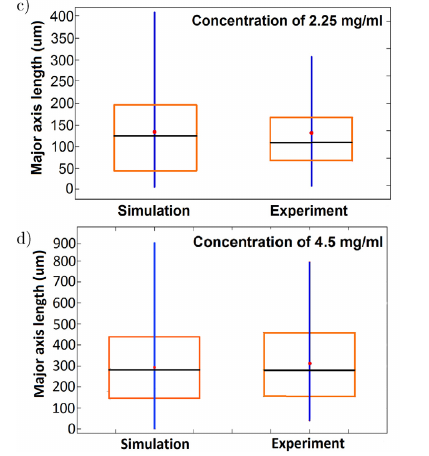 c)
Concentration of 2.25 mg/ml
Major axis length (um)
400
350
300
250
200
150
100
50
0
Simulation
Experiment
d)
Concentration of 4.5 mg/ml
Major axis length (um)
900
800
700
600
500
400
300
200
100
0
Simulation
Experiment